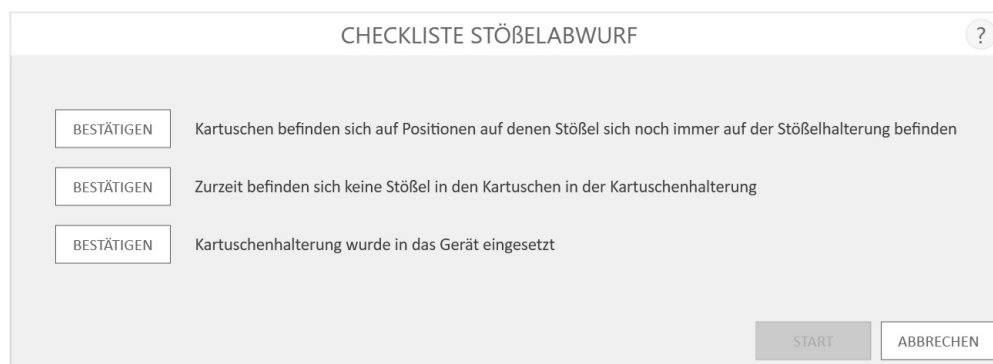 CHECKLISTE STÖßELABWURF
?
BESTÄTIGEN Kartuschen befinden sich auf Positionen auf denen Stößel sich noch immer auf der Stößelhalterung befinden
BESTÄTIGEN Zurzeit befinden sich keine Stößel in den Kartuschen in der Kartuschenhalterung
BESTÄTIGEN Kartuschenhalterung wurde in das Gerät eingesetzt
START ABBRECHEN